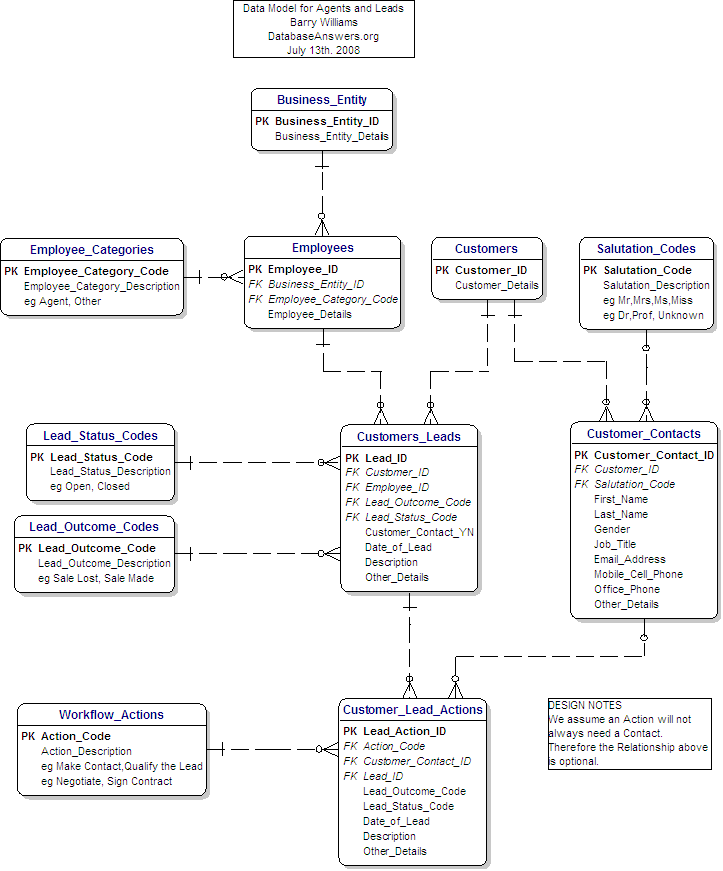 Data Model for Agents and Leads
Barry Williams
DatabaseAnswers.org
July 13th. 2008
Business_Entity
PK Business_Entity_ID
Business_Entity_Details
Employee_Categories
PK Employee_Category_Code
Employee_Category_Description
eg Agent, Other
Employees
PK Employee_ID
FK Business_Entity_ID
FK Employee_Category_Code
Employee_Details
Customers
PK Customer_ID
Customer_Details
Salutation_Codes
PK Salutation_Code
Salutation_Description
eg Mr,Mrs,Ms,Miss
eg Dr,Prof, Unknown
Lead_Status_Codes
PK Lead_Status_Code
Lead_Status_Description
eg Open, Closed
Lead_Outcome_Codes
PK Lead_Outcome_Code
Lead_Outcome_Description
eg Sale Lost, Sale Made
Customers_Leads
PK Lead_ID
FK Customer_ID
FK Employee_ID
FK Lead_Outcome_Code
FK Lead_Status_Code
Customer_Contact_YN
Date_of_Lead
Description
Other_Details
Customer_Contacts
PK Customer_Contact_ID
FK Customer_ID
FK Salutation_Code
First_Name
Last_Name
Gender
Job_Title
Email_Address
Mobile_Cell_Phone
Office_Phone
Other_Details
Workflow_Actions
PK Action_Code
Action_Description
eg Make Contact,Qualify the Lead
eg Negotiate, Sign Contract
Customer_Lead_Actions
PK Lead_Action_ID
FK Action_Code
FK Customer_Contact_ID
FK Lead_ID
Lead_Outcome_Code
Lead_Status_Code
Date_of_Lead
Description
Other_Details
DESIGN NOTES
We assume an Action will not
always need a Contact.
Therefore the Relationship above
is optional.